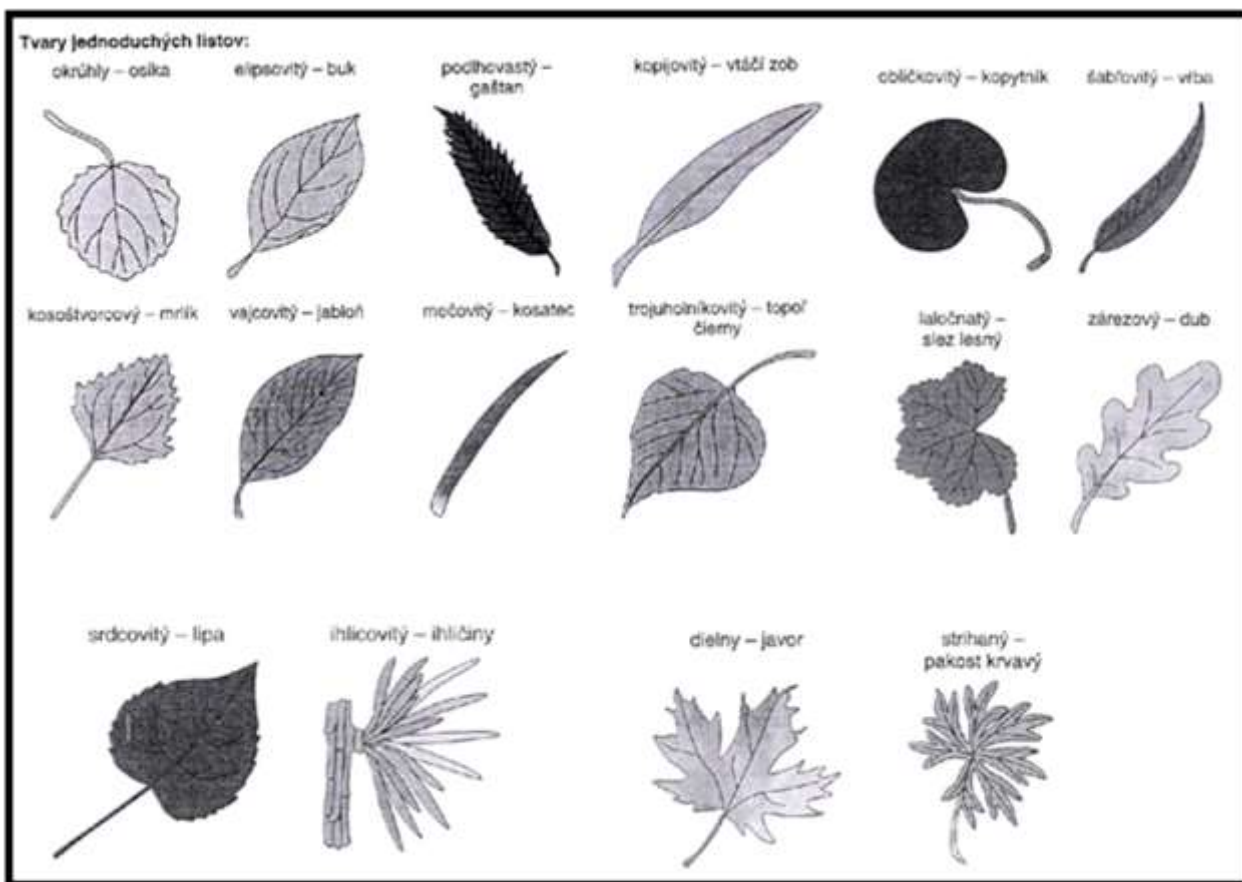 Tvary jednoduchých listov:
okrúhly – osika
elipsovitý – buk
podlhovastý –
gaštan
kopijovitý – vtáčí zob
obličkovitý – kopytník
šabľovitý – vŕba
kosoštvorcový – mrlík
vajcovitý – jabloň
mečovitý – kosatec
trojuholníkovitý – topoľ
čierny
laločnatý –
slez lesný
zárezový – dub
srdcovitý – lipa
ihlicovitý – ihličiny
dielny – javor
strihaný –
pakost krvavý